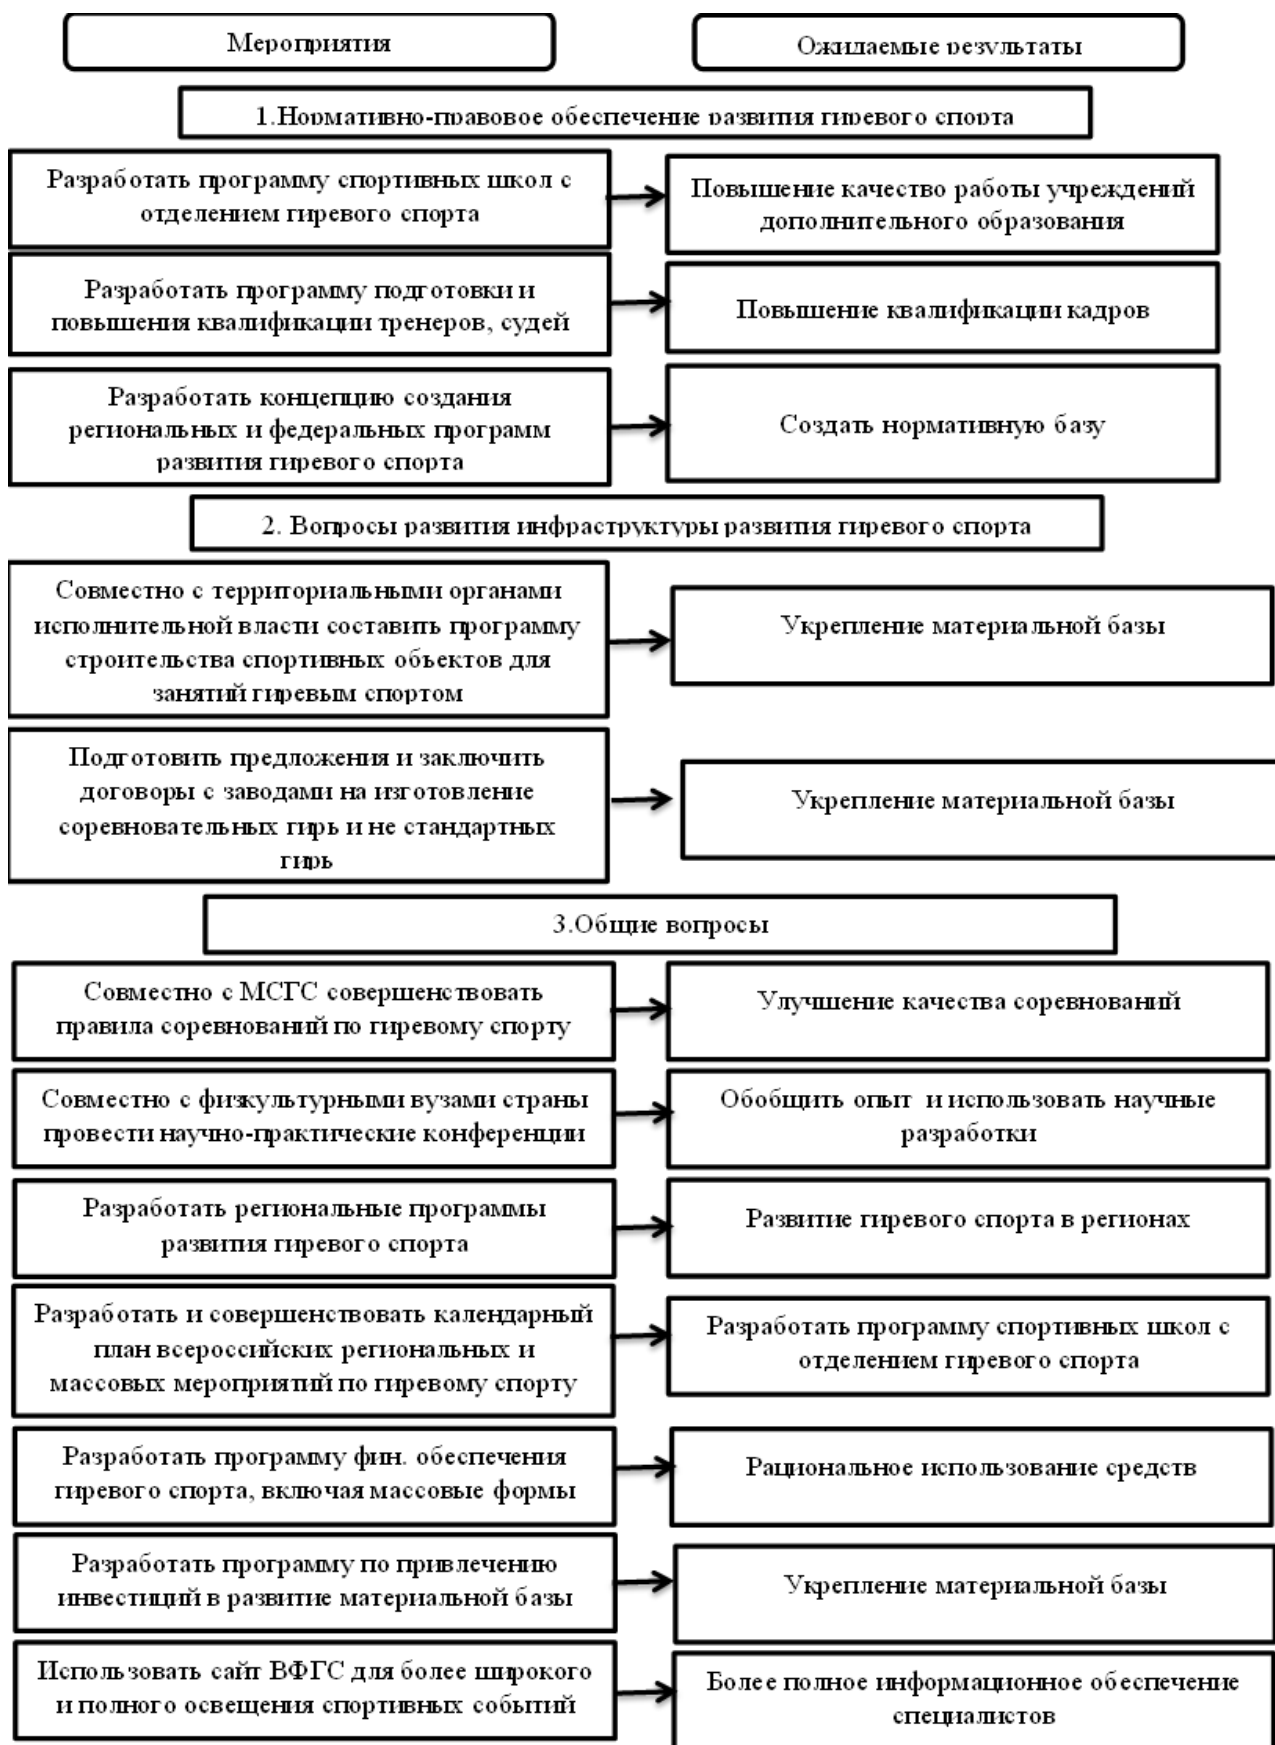 Мероприятия
Ожидаемые результаты
1.Нормативно-правовое обеспечение развития гиревого спорта
Разработать программу спортивных школ с
отделением гиревого спорта
Повышение качество работы учреждений
дополнительного образования
Разработать программу подготовки и
повышения квалификации тренеров, судей
Повышение квалификации кадров
Разработать концепцию создания
региональных и федеральных программ
развития гиревого спорта
Создать нормативную базу
2. Вопросы развития инфраструктуры развития гиревого спорта
Совместно с территориальными органами
исполнительной власти составить программу
строительства спортивных объектов для
занятий гиревым спортом
Укрепление материальной базы
Подготовить предложения и заключить
договоры с заводами на изготовление
соревновательных гирь и не стандартных
гирь
Укрепление материальной базы
3.Общие вопросы
Совместно с МСГС совершенствовать
правила соревнований по гиревому спорту
Улучшение качества соревнований
Совместно с физкультурными вузами страны
провести научно-практические конференции
Обобщить опыт и использовать научные
разработки
Разработать региональные программы
развития гиревого спорта
Развитие гиревого спорта в регионах
Разработать и совершенствовать календарный
план всероссийских региональных и
массовых мероприятий по гиревому спорту
Разработать программу спортивных школ с
отделением гиревого спорта
Разработать программу фин. обеспечения
гиревого спорта, включая массовые формы
Рациональное использование средств
Разработать программу по привлечению
инвестиций в развитие материальной базы
Укрепление материальной базы
Использовать сайт ВФГС для более широкого
и полного освещения спортивных событий
Более полное информационное обеспечение
специалистов